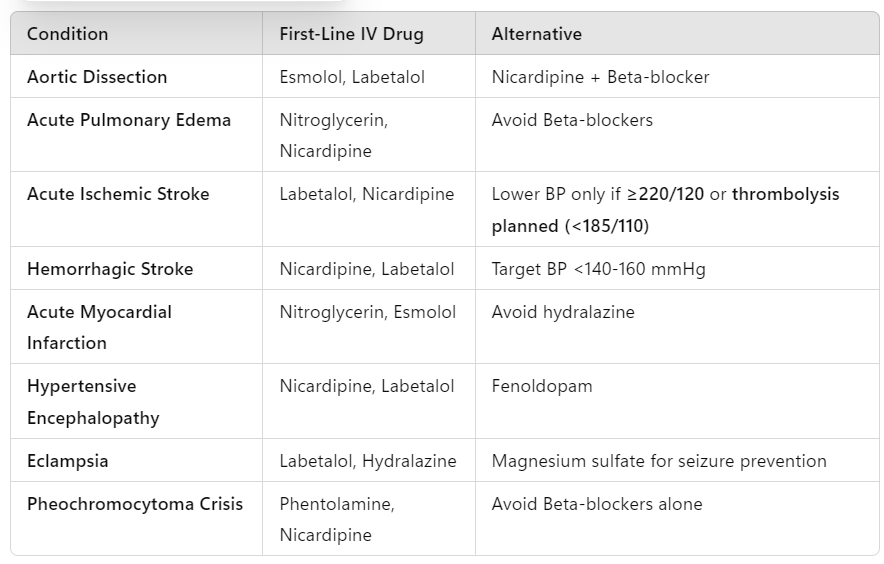 Condition First-Line IV Drug Alternative
Aortic Dissection Esmolol, Labetalol Nicardipine + Beta-blocker
Acute Pulmonary Edema Nitroglycerin, Avoid Beta-blockers
Nicardipine
Acute Ischemic Stroke Labetalol, Nicardipine Lower BP only if ≥220/120 or thrombolysis
planned (<185/110)
Hemorrhagic Stroke Nicardipine, Labetalol Target BP <140-160 mmHg
Acute Myocardial Nitroglycerin, Esmolol Avoid hydralazine
Infarction
Hypertensive Nicardipine, Labetalol Fenoldopam
Encephalopathy
Eclampsia Labetalol, Hydralazine Magnesium sulfate for seizure prevention
Pheochromocytoma Crisis Phentolamine, Avoid Beta-blockers alone
Nicardipine